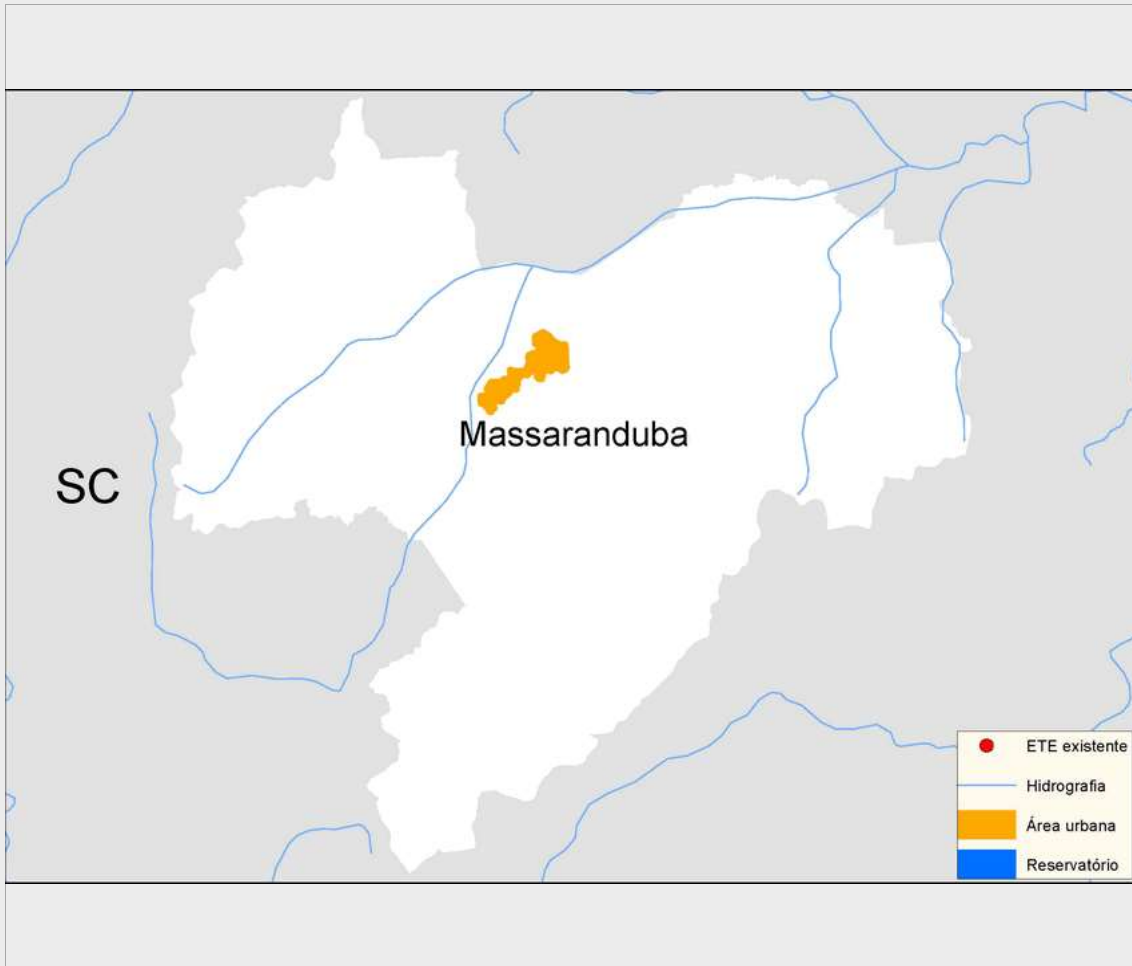 Massaranduba
SC
ETE existente
Hidrografia
Área urbana
Reservatório